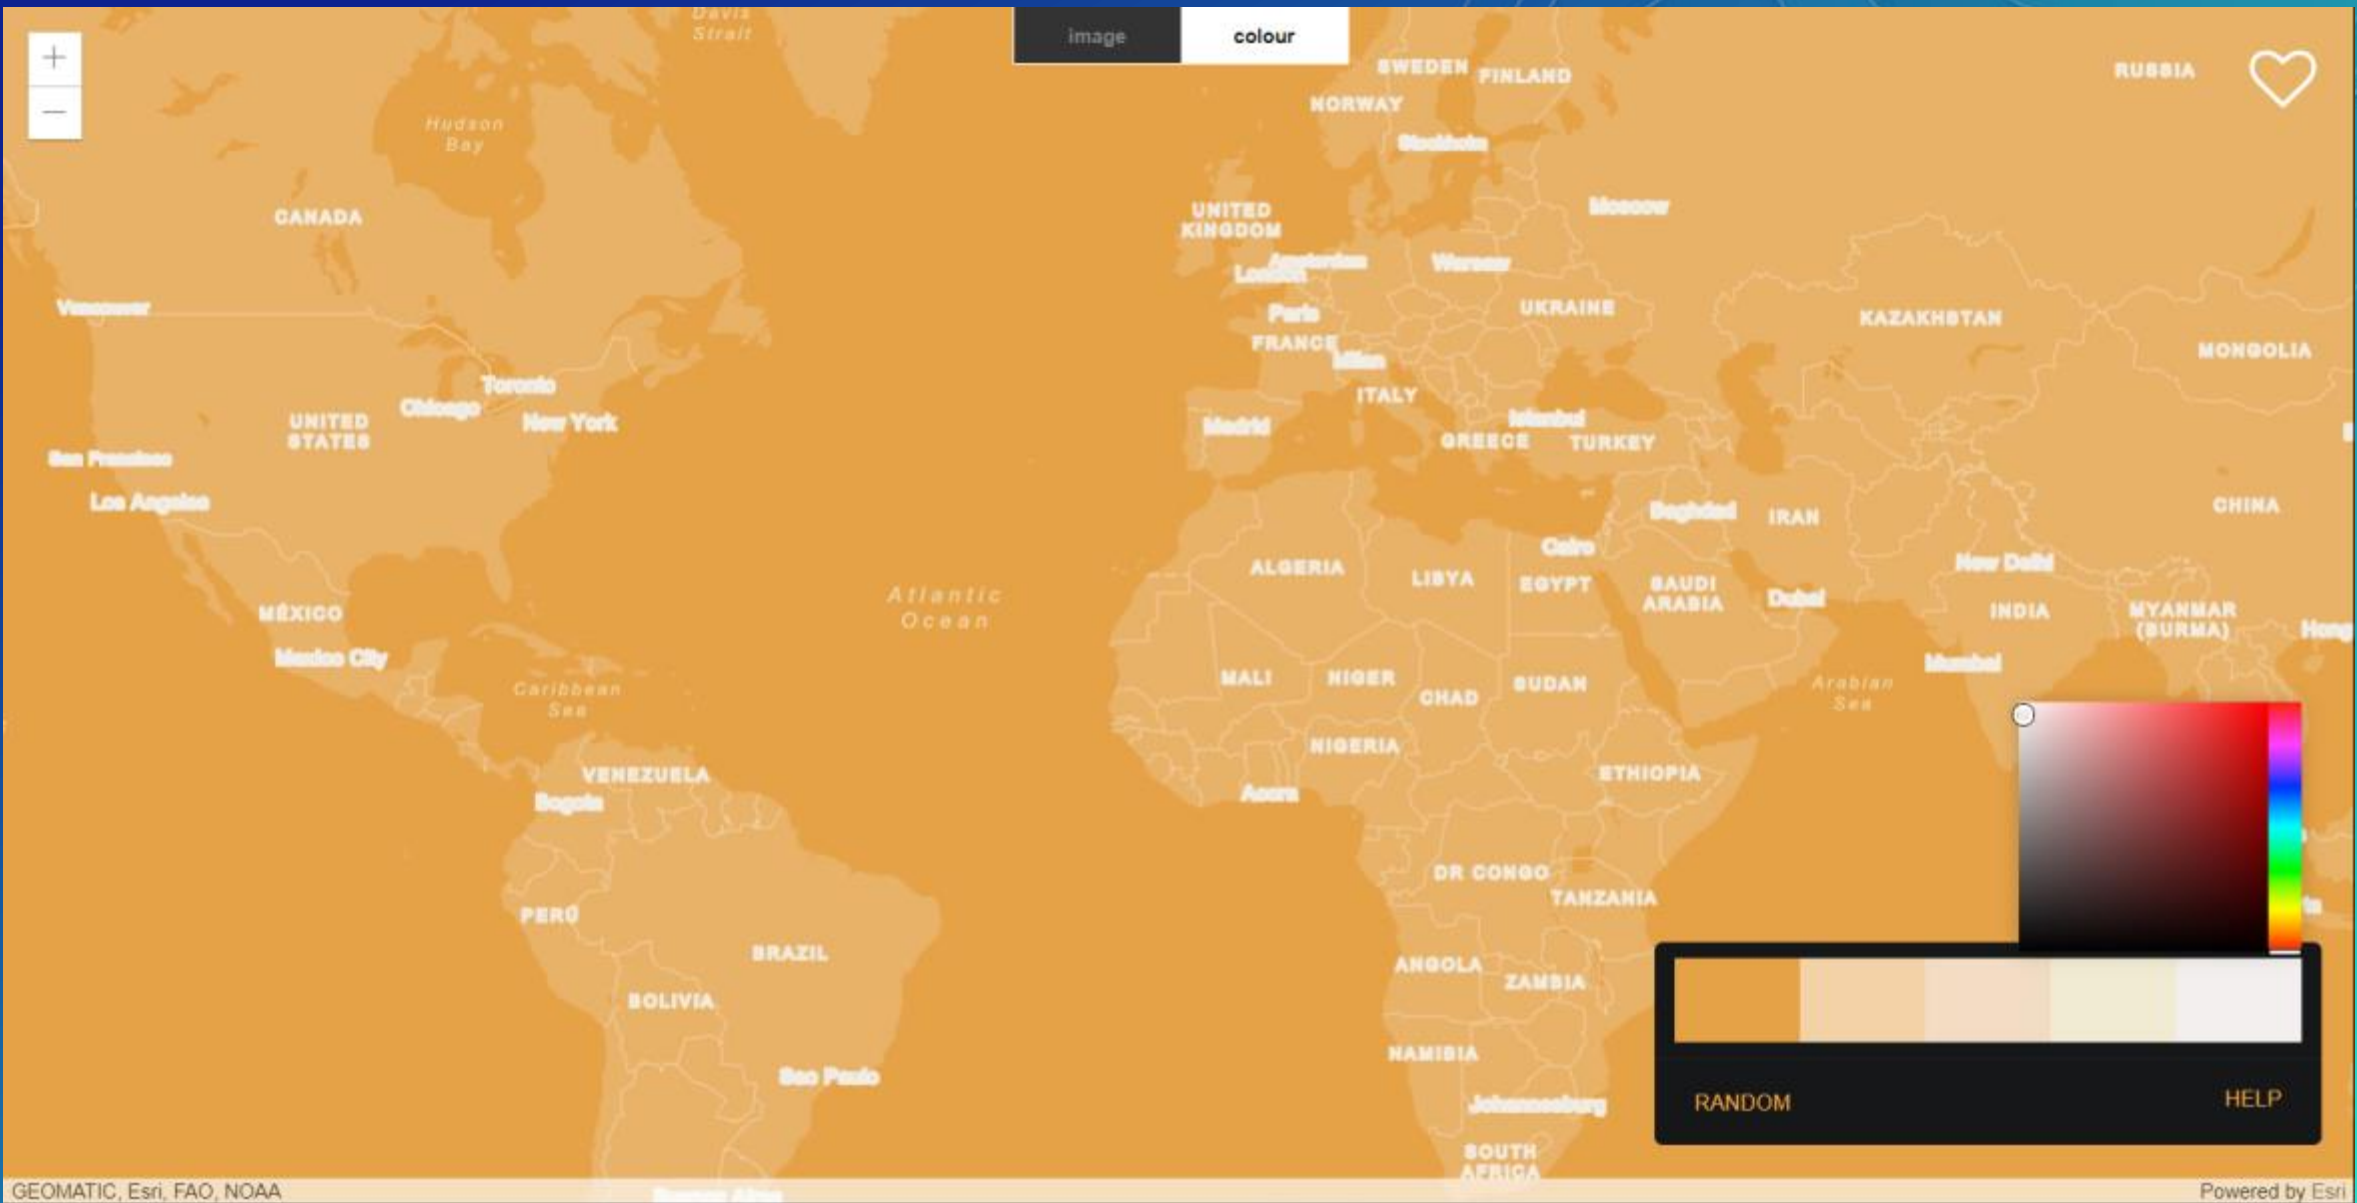 Davis
Strait
image
colour
SWEDEN
FINLAND
RUSSIA
NORWAY
Hudson
Bay
Stockholm
CANADA
UNITED
KINGDOM
Moscow
Amsterdam
London
Warsaw
Vancouver
Paris
UKRAINE
KAZAKHSTAN
FRANCE
Milan
MONGOLIA
Toronto
Chicago
New York
ITALY
UNITED
STATES
Madrid
Istanbul
GREECE
TURKEY
San Francisco
Los Angeles
Baghdad
IRAN
CHINA
Cairo
ALGERIA
LIBYA
EGYPT
New Delhi
SAUDI
ARABIA
Dubai
Atlantic
Ocean
MÉXICO
INDIA
MYANMAR
(BURMA)
Hong
Mexico City
Mumbai
Caribbean
Sea
MALI
NIGER
CHAD
SUDAN
Arabian
Sea
NIGERIA
VENEZUELA
ETHIOPIA
Bogota
Accra
DR CONGO
TANZANIA
PERÚ
BRAZIL
ANGOLA
ZAMBIA
BOLIVIA
NAMIBIA
Sao Paulo
Johannesburg
RANDOM
HELP
SOUTH
AFRICA
Buenos Aires
GEOMATIC, Esri, FAO, NOAA
Powered by Esri